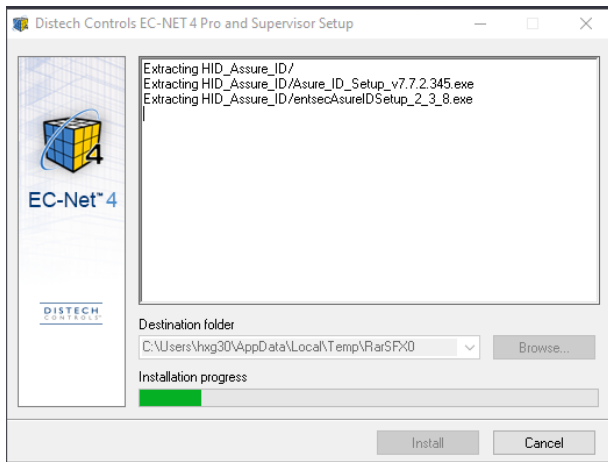 Distech Controls EC-NET 4 Pro and Supervisor Setup
Extracting HID_Assure_ID/
Extracting HID_Assure_ID/Asure_ID_Setup_v7.7.2.345.exe
Extracting HID_Assure_ID/entsecAsureIDSetup_2_3_8.exe
4
EC-Net™4
DISTECH
CONTROLS™
Destination folder
C:\Users\hxg30\AppData\Local\Temp\RarSFX0
Browse...
Installation progress
Install
Cancel